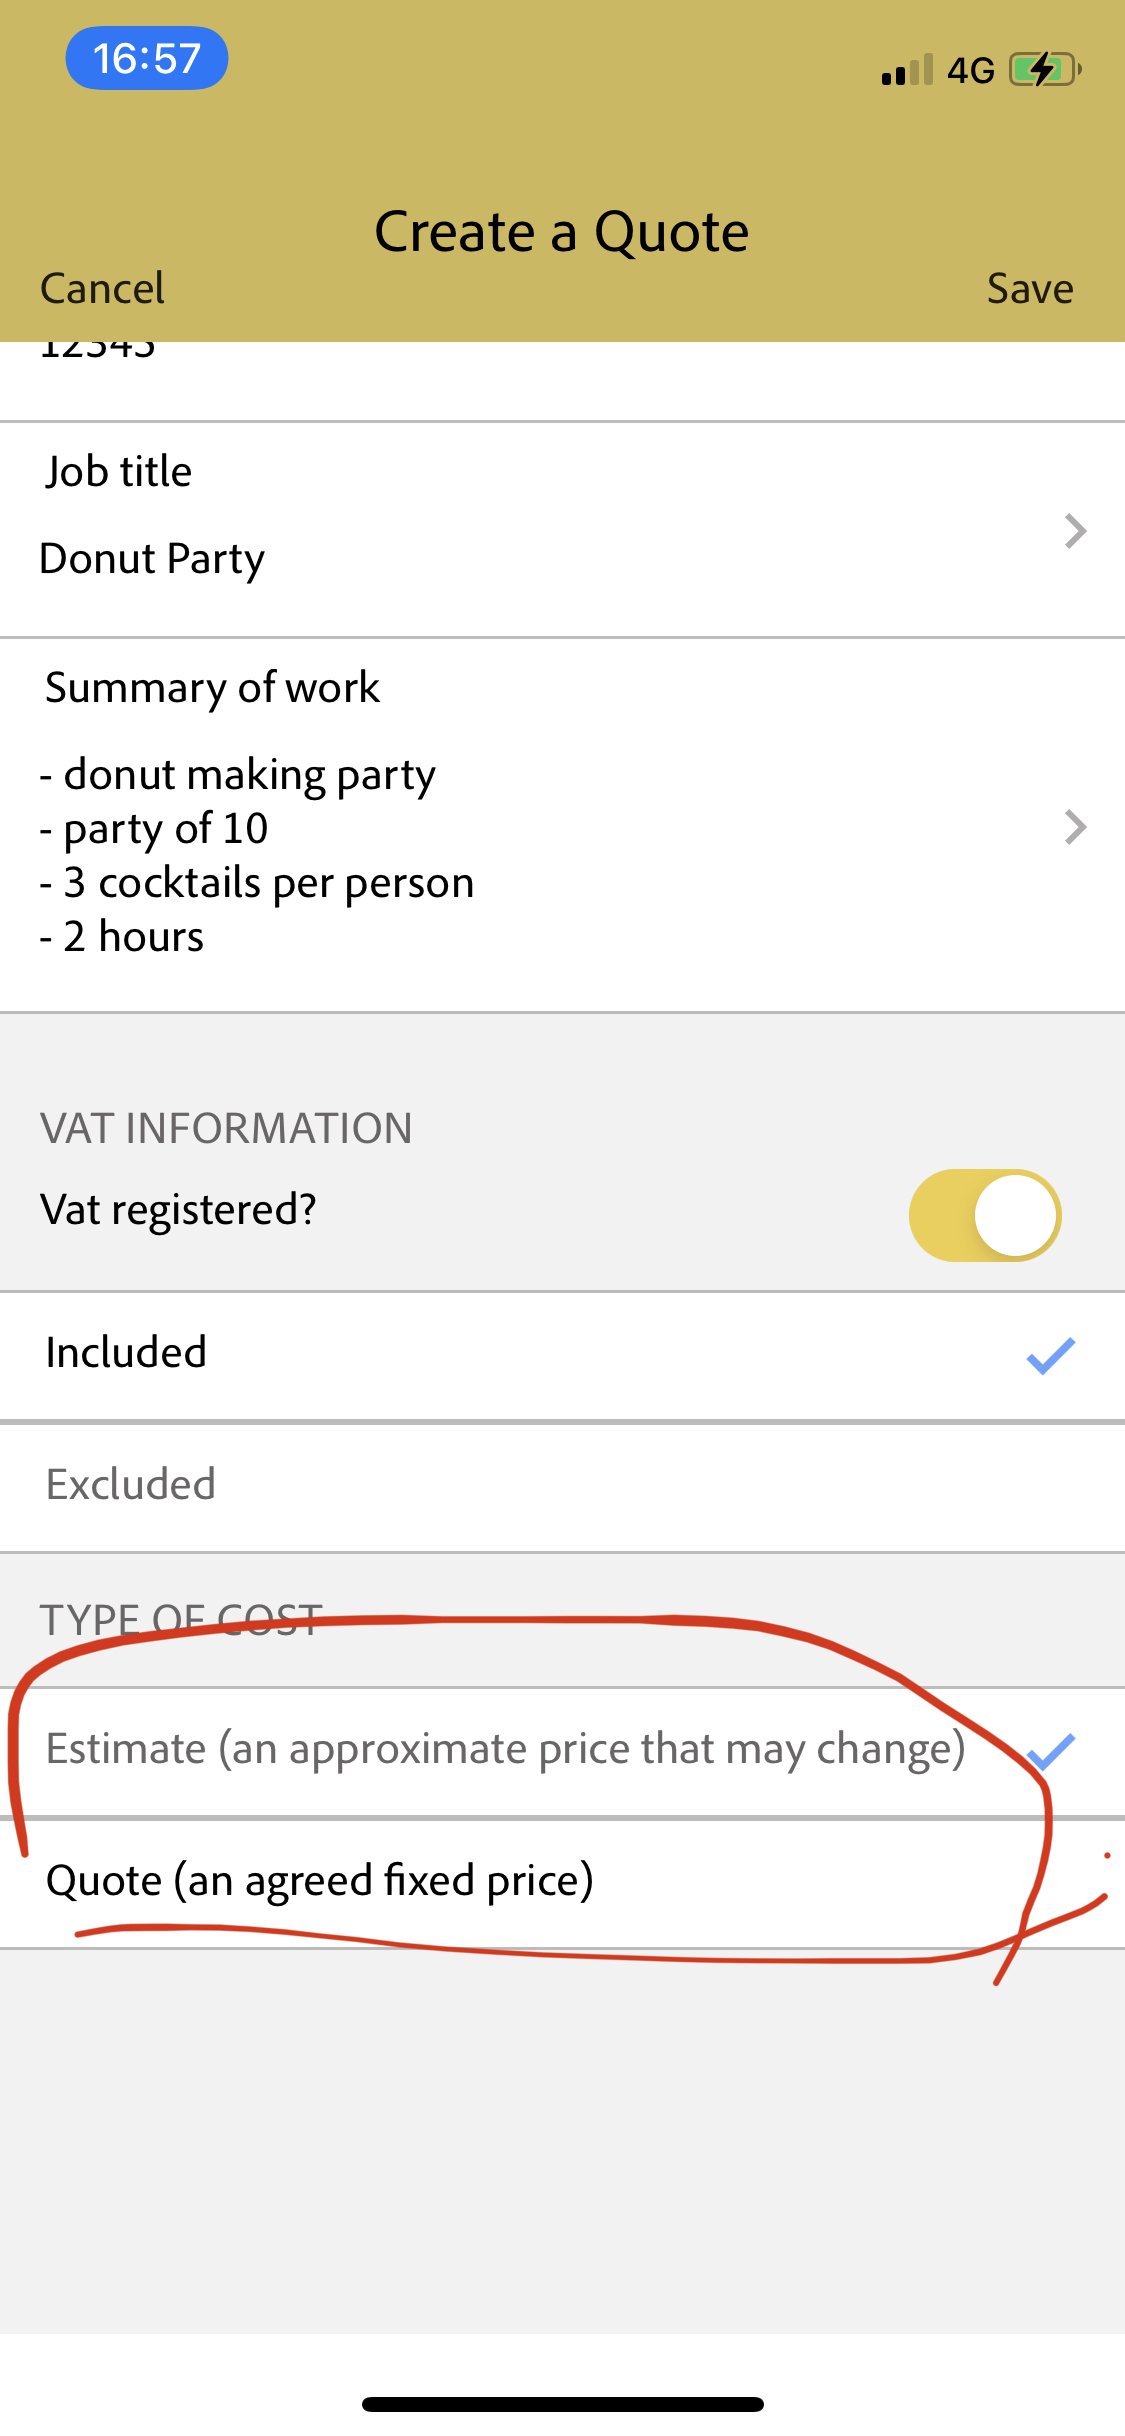 16:57
4G
Create a Quote
Cancel
Save
12345
Job title
Donut Party
Summary of work
- donut making party
- party of 10
- 3 cocktails per person
- 2 hours
VAT INFORMATION
Vat registered?
Included
Excluded
TYPE OF COST
Estimate (an approximate price that may change)
Quote (an agreed fixed price)